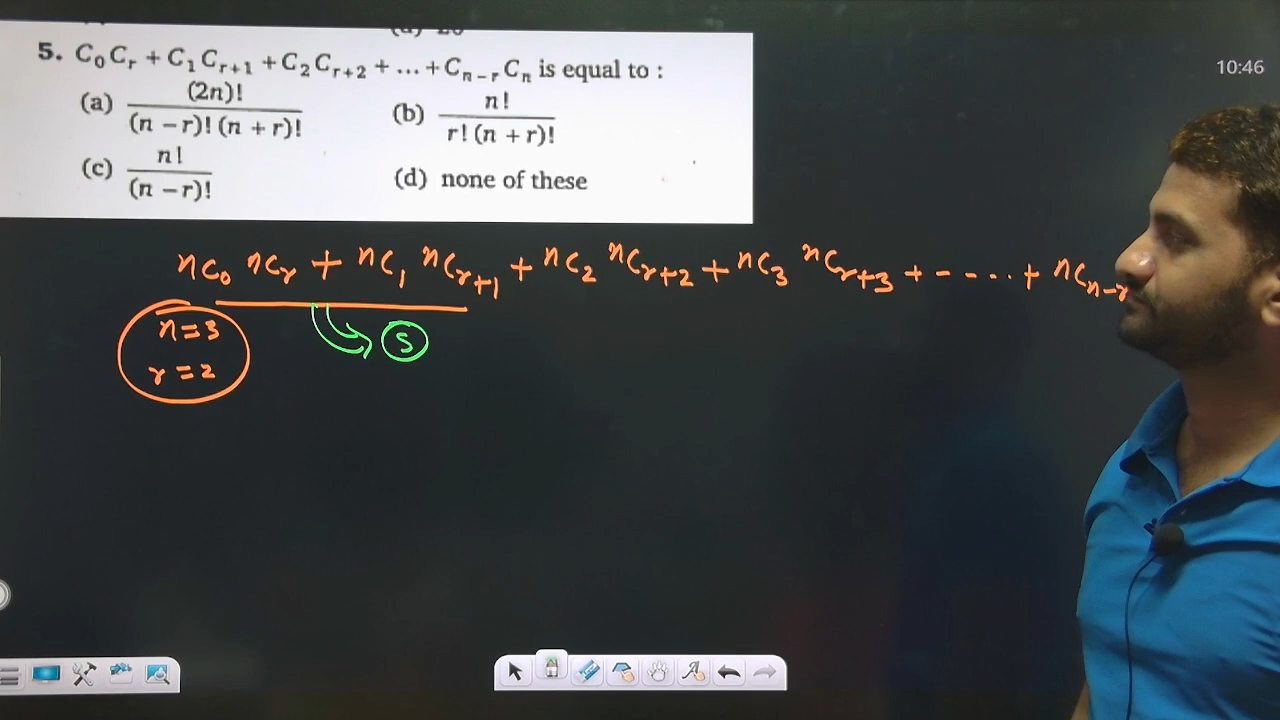 (d) 20
5. C₀Cᵣ + C₁Cᵣ₊₁ + C₂Cᵣ₊₂ + ... + Cₙ₋ᵣCₙ is equal to :
(a) (2n)! / (n − r)! (n + r)!
(b) n! / r! (n + r)!
(c) n! / (n − r)!
(d) none of these
10:46
nC₀ nCᵣ + nC₁ nCᵣ₊₁ + nC₂ nCᵣ₊₂ + nC₃ nCᵣ₊₃ + - - ... + nCₙ₋ᵣ
n=3
r=2
S